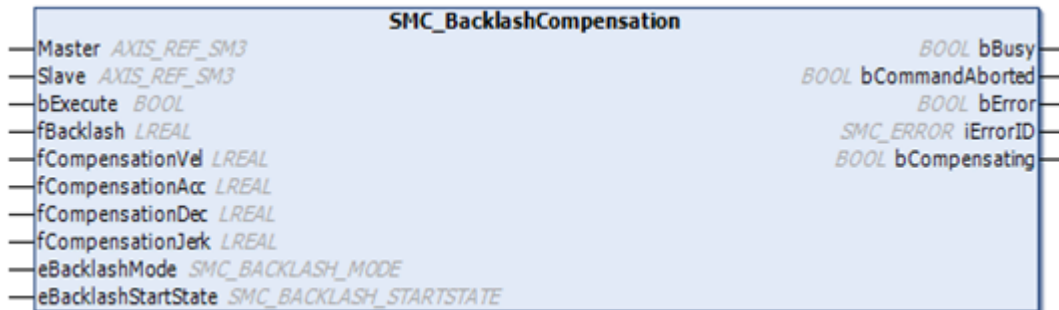 SMC_BacklashCompensation
Master AXIS_REF_SM3 BOOL bBusy
Slave AXIS_REF_SM3 BOOL bCommandAborted
bExecute BOOL BOOL bError
fBacklash LREAL SMC_ERROR iErrorID
fCompensationVel LREAL BOOL bCompensating
fCompensationAcc LREAL
fCompensationDec LREAL
fCompensationJerk LREAL
eBacklashMode SMC_BACKLASH_MODE
eBacklashStartState SMC_BACKLASH_STARTSTATE